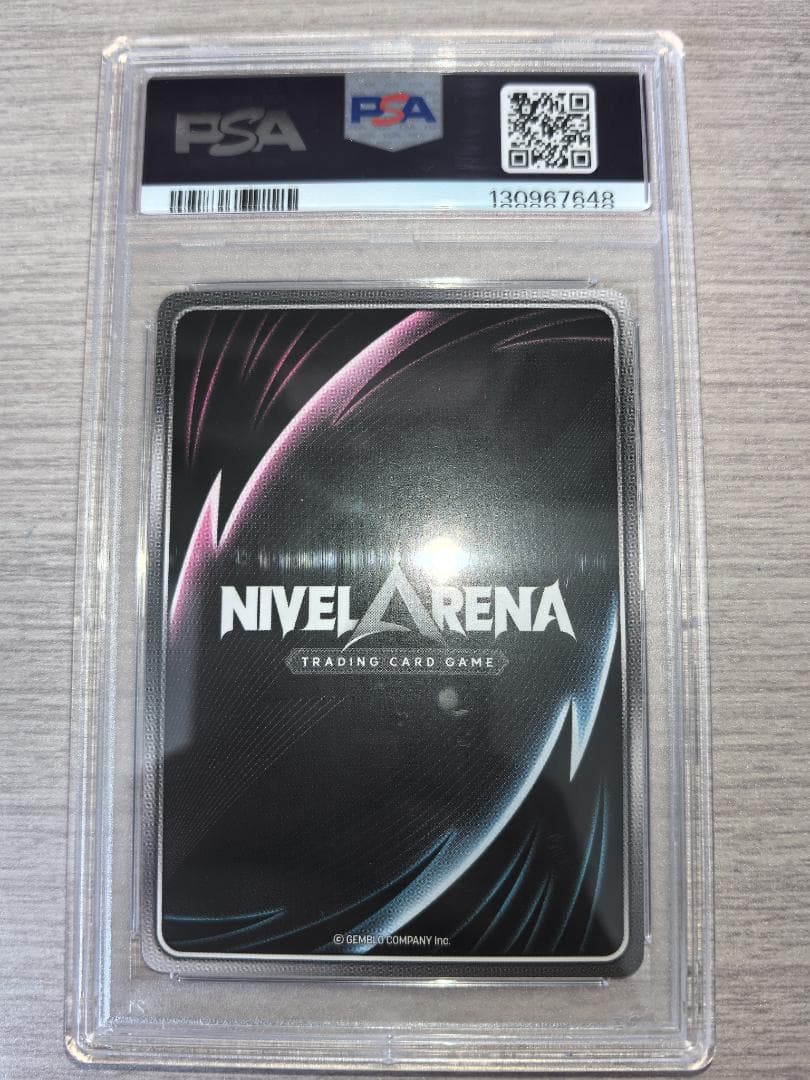 PSA
PSA
130967648
NIVEL ARENA
TRADING CARD GAME
© GEMBLO COMPANY Inc.